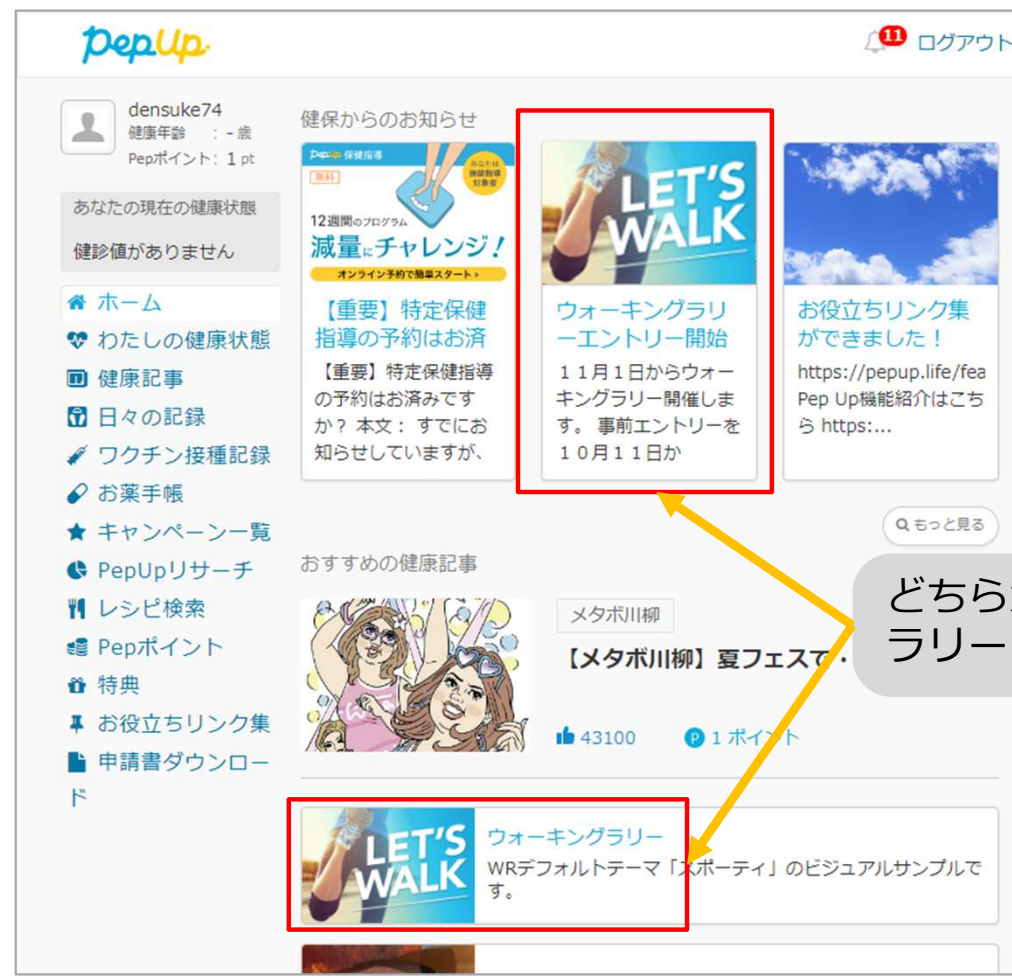 PepUp
11 ログアウト
densuke74
健康年齢 : - 歳
Pepポイント: 1 pt
あなたの現在の健康状態
健診値がありません
ホーム
わたしの健康状態
健康記事
日々の記録
ワクチン接種記録
お薬手帳
キャンペーン一覧
PepUpリサーチ
レシピ検索
Pepポイント
特典
お役立ちリンク集
申請書ダウンロー
ド
健保からのお知らせ
PepUp 保健指導
無料
あなたは
保健指導
対象者
12週間のプログラム
減量にチャレンジ!
オンライン予約で簡単スタート
【重要】特定保健
指導の予約はお済
【重要】特定保健指導
の予約はお済みです
か? 本文: すでにお
知らせしていますが、
LET'S
WALK
ウォーキングラリ
ーエントリー開始
11月1日からウォー
キングラリー開催しま
す。 事前エントリーを
10月11日か
お役立ちリンク集
ができました!
https://pepup.life/fea
Pep Up機能紹介はこち
ら https:...
もっと見る
どちら
ラリー
おすすめの健康記事
メタボ川柳
【メタボ川柳】夏フェスで・
43100 P 1 ポイント
LET'S
WALK
ウォーキングラリー
WRデフォルトテーマ「スポーティ」のビジュアルサンプルで
す。